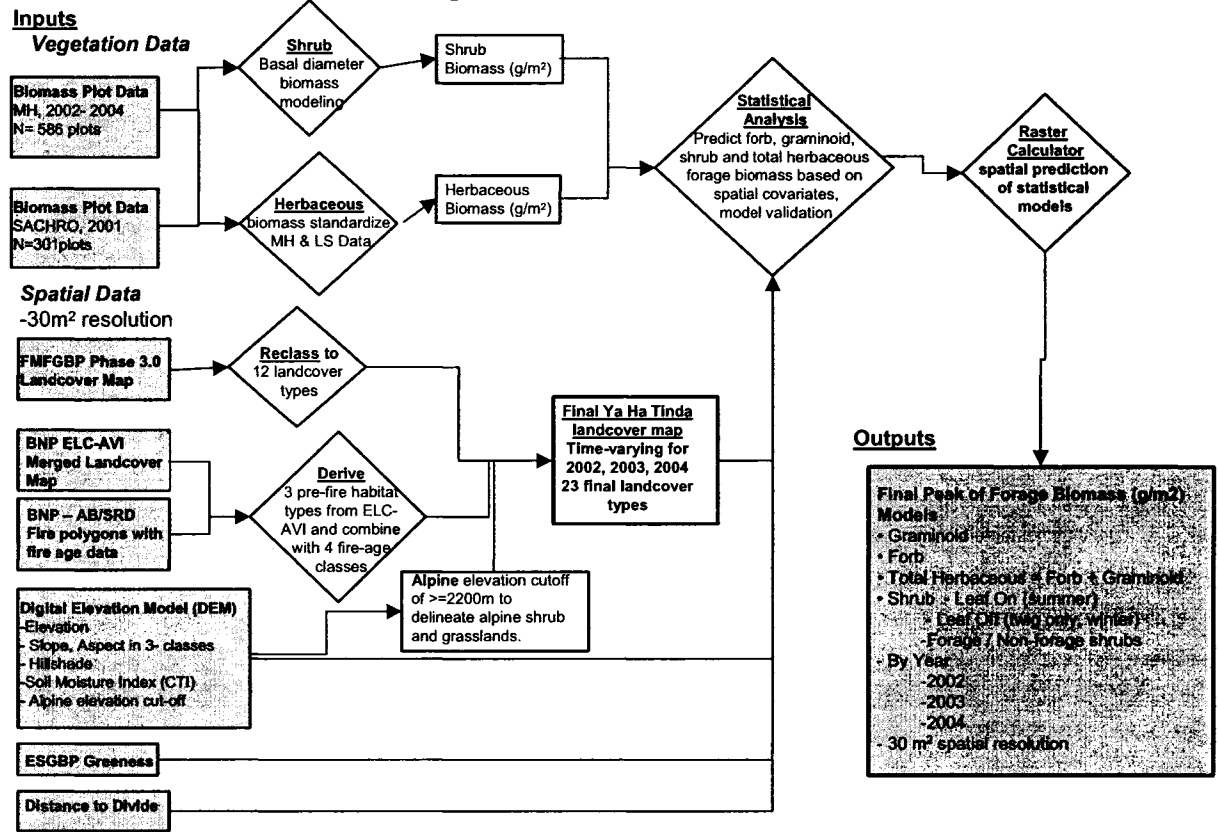 Inputs
Vegetation Data
Biomass Plot Data
MH, 2002- 2004
N= 586 plots
Biomass Plot Data
SACHRO, 2001
N=301plots
Shrub
Basal diameter
biomass
modeling
Herbaceous
biomass standardize
MH & LS Data
Shrub
Biomass (g/m²)
Herbaceous
Biomass (g/m²)
Statistical
Analysis
Predict forb, graminoid,
shrub and total herbaceous
forage biomass based on
spatial covariates,
model validation
Raster
Calculator
spatial prediction
of statistical
models
Spatial Data
-30m² resolution
FMFGBP Phase 3.0
Landcover Map
Reclass to
12 landcover
types
BNP ELC-AVI
Merged Landcover
Map
BNP – AB/SRD
Fire polygons with
fire age data
Derive
3 pre-fire habitat
types from ELC-
AVI and combine
with 4 fire-age
classes
Final Ya Ha Tinda
landcover map
Time-varying for
2002, 2003, 2004
23 final landcover
types
Digital Elevation Model (DEM)
-Elevation
- Slope, Aspect in 3- classes
- Hillshade
-Soil Moisture Index (CTI)
- Alpine elevation cut-off
Alpine elevation cutoff
of >=2200m to
delineate alpine shrub
and grasslands.
ESGBP Greeness
Distance to Divide
Outputs
Final Peak of Forage Biomass (g/m2)
Models
• Graminoid
• Forb
• Total Herbaceous = Forb + Graminoid
• Shrub - Leaf On (summer)
- Leaf Off (twig only, winter)
-Forage / Non-forage shrubs
- By Year
-2002
-2003
-2004
- 30 m² spatial resolution